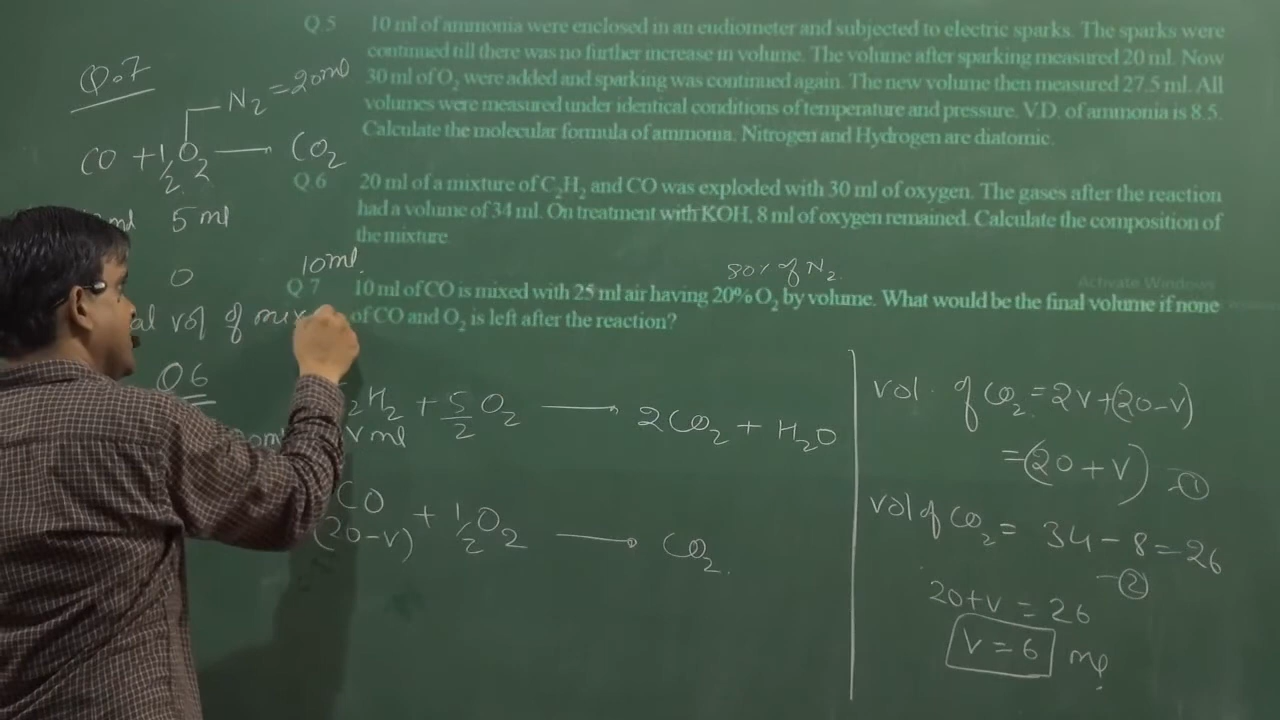 Q.5 10 ml of ammonia were enclosed in an eudiometer and subjected to electric sparks. The sparks were
continued till there was no further increase in volume. The volume after sparking measured 20 ml. Now
30 ml of O₂ were added and sparking was continued again. The new volume then measured 27.5 ml. All
volumes were measured under identical conditions of temperature and pressure. V.D. of ammonia is 8.5.
Calculate the molecular formula of ammonia. Nitrogen and Hydrogen are diatomic.
Q.6 20 ml of a mixture of C₂H₂ and CO was exploded with 30 ml of oxygen. The gases after the reaction
had a volume of 34 ml. On treatment with KOH, 8 ml of oxygen remained. Calculate the composition of
the mixture.
80% of N₂
Activate Windows
Q 7 10 ml of CO is mixed with 25 ml air having 20% O₂ by volume. What would be the final volume if none
of CO and O₂ is left after the reaction?
Q.7
N₂ = 20ml
CO + 1/2 O₂ → CO₂
ml 5 ml 10ml
0
vol of mix
Q6
H₂ + 5/2 O₂ → 2CO₂ + H₂O
V ml
CO + 1/2 O₂ → CO₂
(20-V)
vol. of CO₂ = 2V+(20-V)
=(20+V) -①
vol of CO₂ = 34-8=26
-②
20+V = 26
V = 6 ml